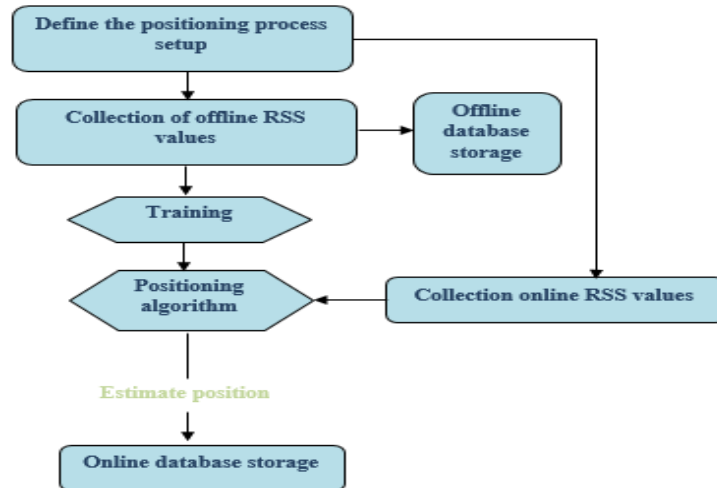 Define the positioning process
setup
Collection of offline RSS
values
Offline
database
storage
Training
Positioning
algorithm
Collection online RSS values
Estimate position
Online database storage